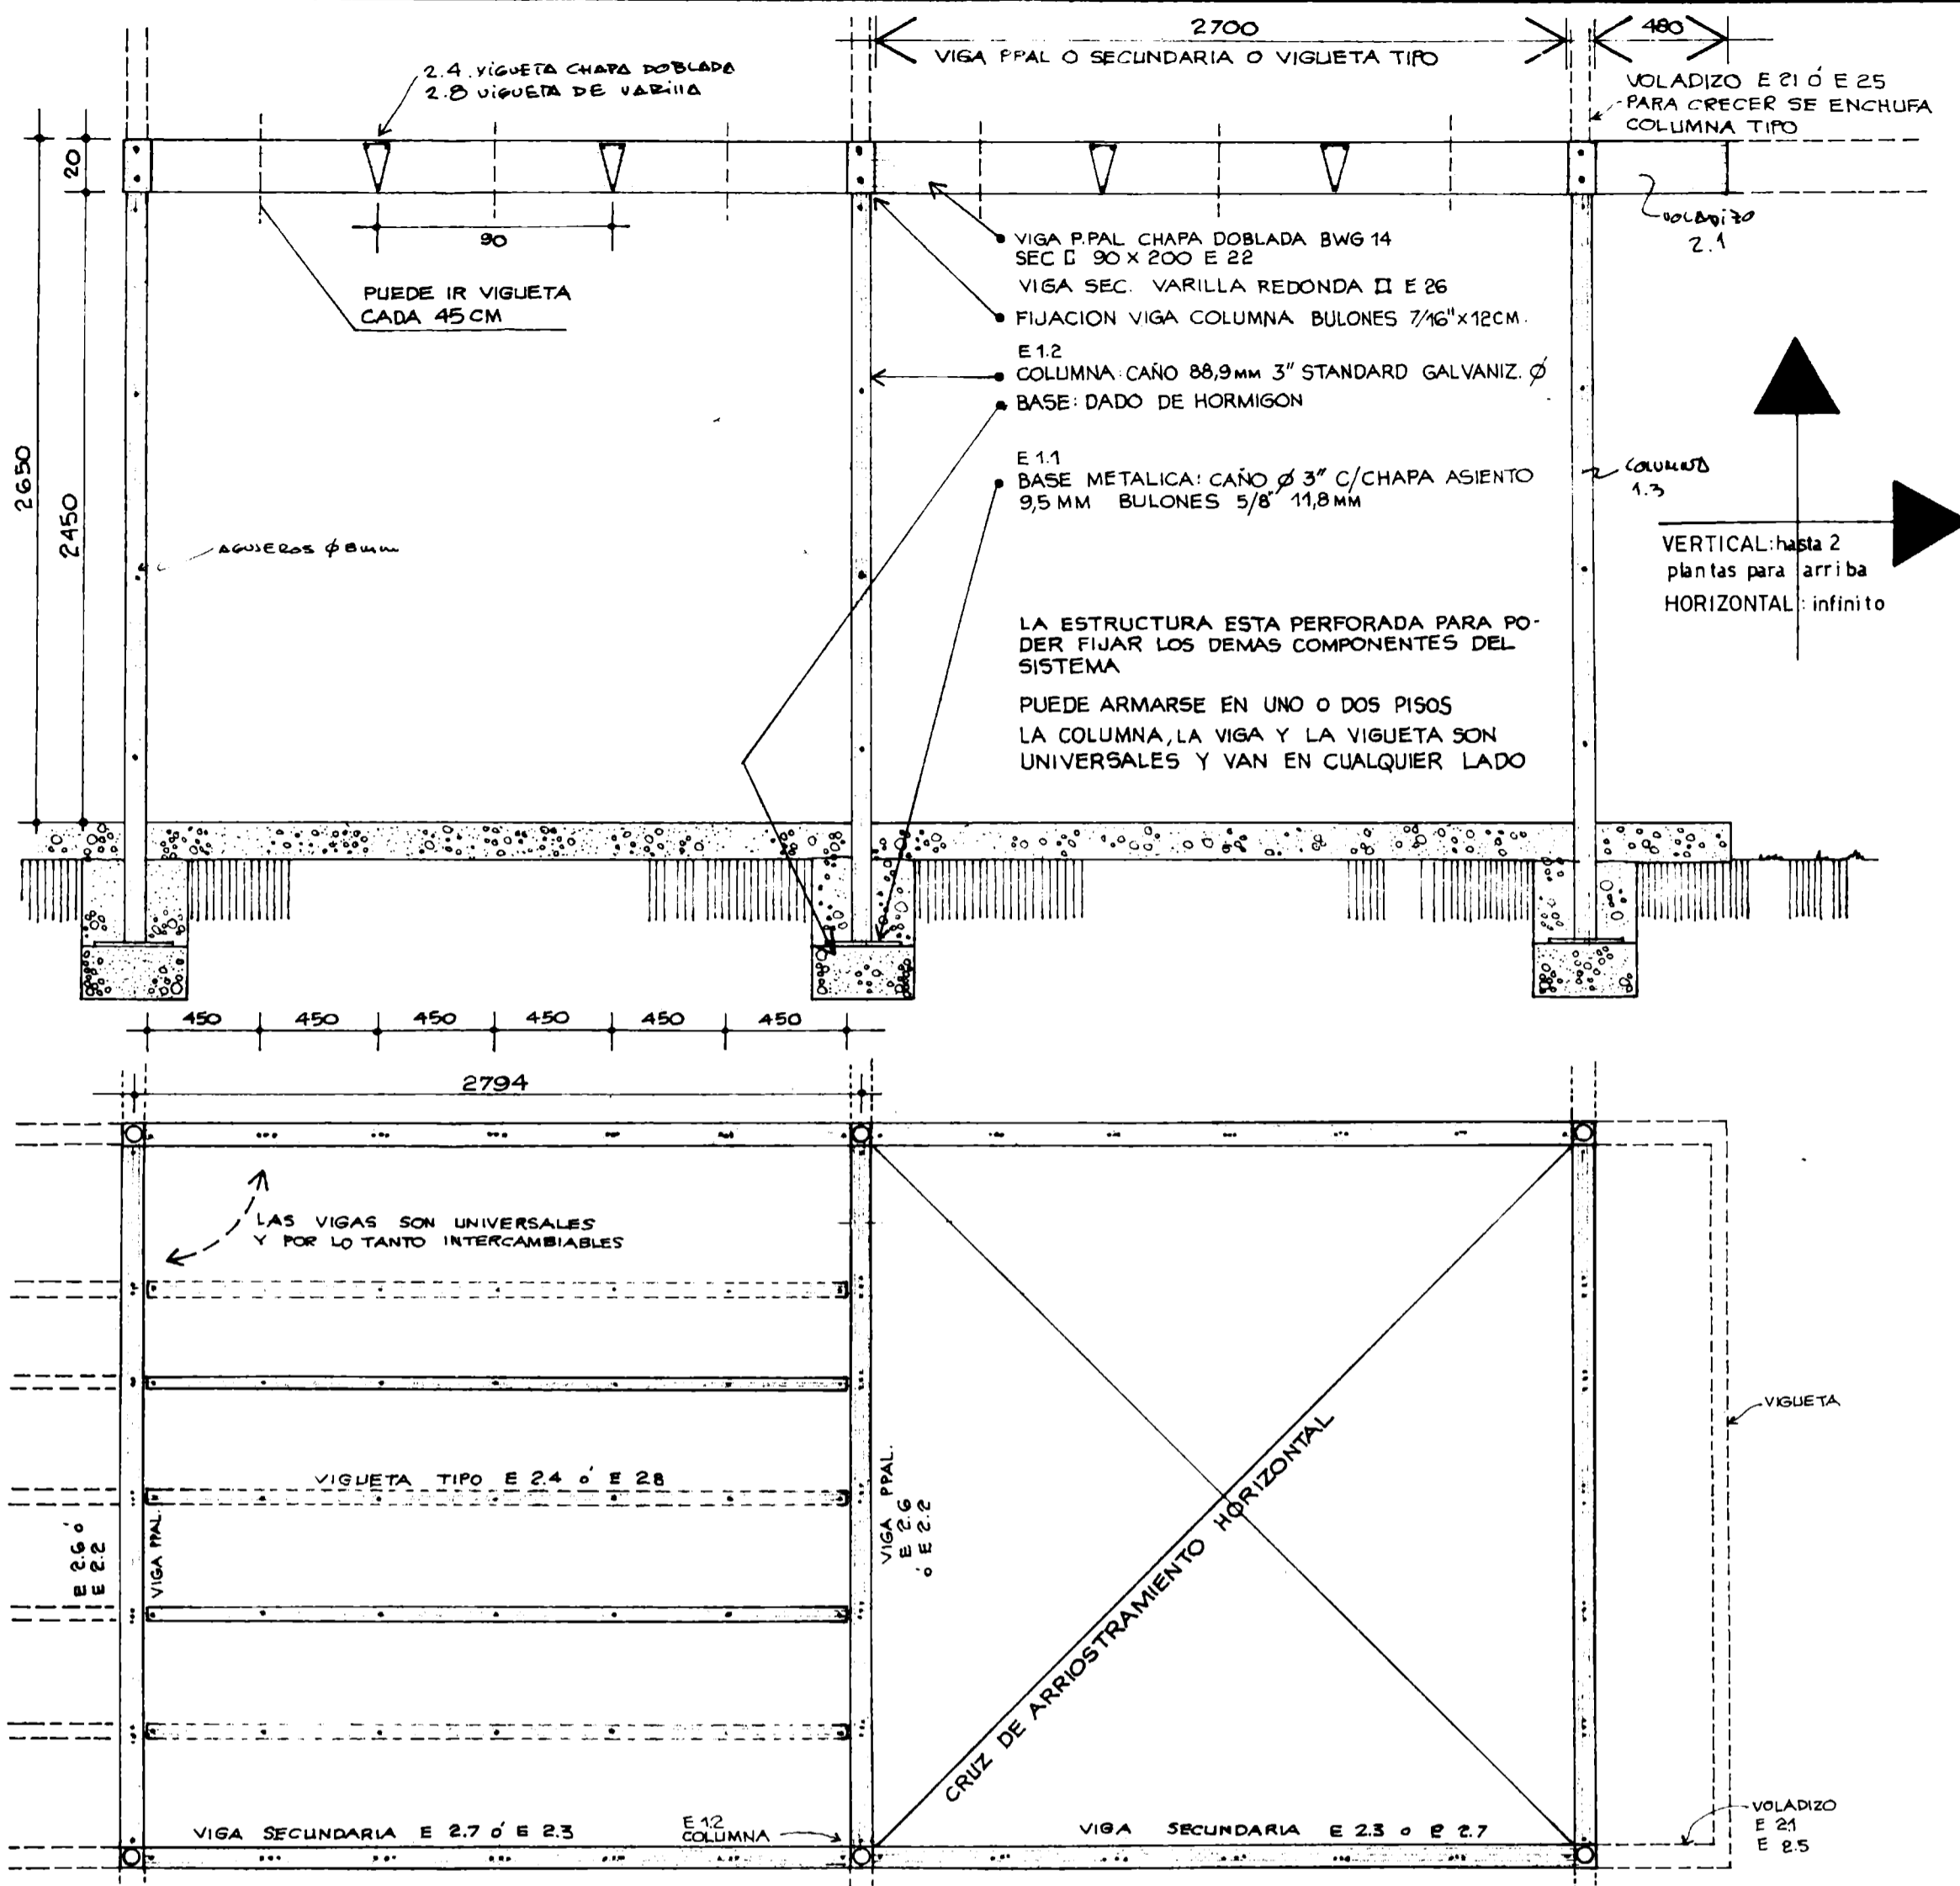 2700
480
VIGA PPAL O SECUNDARIA O VIGUETA TIPO
2.4. VIGUETA CHAPA DOBLADA
2.8 VIGUETA DE VARILLA
VOLADIZO E 21 Ó E 25
PARA CRECER SE ENCHUFA
COLUMNA TIPO
20
2650
2450
90
VOLADIZO
2.1
PUEDE IR VIGUETA
CADA 45 CM
VIGA P.PAL CHAPA DOBLADA BWG 14
SEC [ 90 X 200 E 22
VIGA SEC. VARILLA REDONDA E 26
FIJACION VIGA COLUMNA BULONES 7/16" x 12CM.
E 1.2
COLUMNA: CAÑO 88,9 MM 3" STANDARD GALVANIZ. Ø
BASE: DADO DE HORMIGON
E 1.1
BASE METALICA: CAÑO Ø 3" C/CHAPA ASIENTO
9,5 MM BULONES 5/8" 11,8 MM
COLUMNA
1.3
AGUJEROS Ø 8mm
VERTICAL: hasta 2
plantas para arriba
HORIZONTAL: infinito
LA ESTRUCTURA ESTA PERFORADA PARA PO-
DER FIJAR LOS DEMAS COMPONENTES DEL
SISTEMA
PUEDE ARMARSE EN UNO O DOS PISOS
LA COLUMNA, LA VIGA Y LA VIGUETA SON
UNIVERSALES Y VAN EN CUALQUIER LADO
450 450 450 450 450 450
2794
LAS VIGAS SON UNIVERSALES
Y POR LO TANTO INTERCAMBIABLES
VIGUETA TIPO E 2.4 ó E 28
E 2.6 ó
E 2.2
VIGA PPAL.
VIGA PPAL.
E 2.6
ó E 2.2
CRUZ DE ARRIOSTRAMIENTO HORIZONTAL
VIGUETA
VIGA SECUNDARIA E 2.7 ó E 2.3
E 12
COLUMNA
VIGA SECUNDARIA E 2.3 o E 2.7
VOLADIZO
E 21
E 2.5